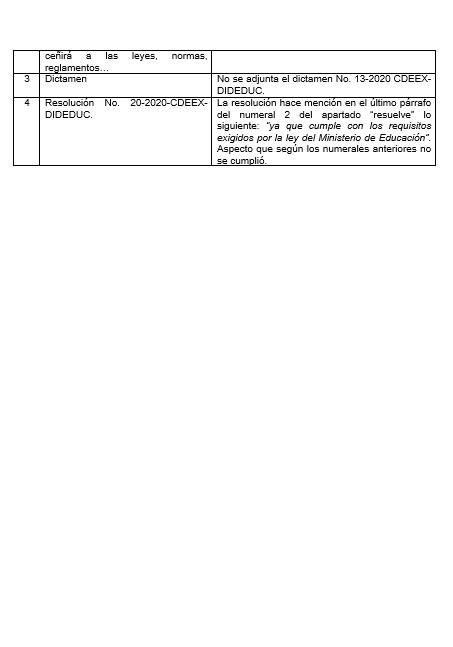 ceñirá a las leyes, normas,
reglamentos…
3 Dictamen No se adjunta el dictamen No. 13-2020 CDEEX-
DIDEDUC.
4 Resolución No. 20-2020-CDEEX- La resolución hace mención en el último párrafo
DIDEDUC. del numeral 2 del apartado “resuelve” lo
siguiente: “ya que cumple con los requisitos
exigidos por la ley del Ministerio de Educación”.
Aspecto que según los numerales anteriores no
se cumplió.